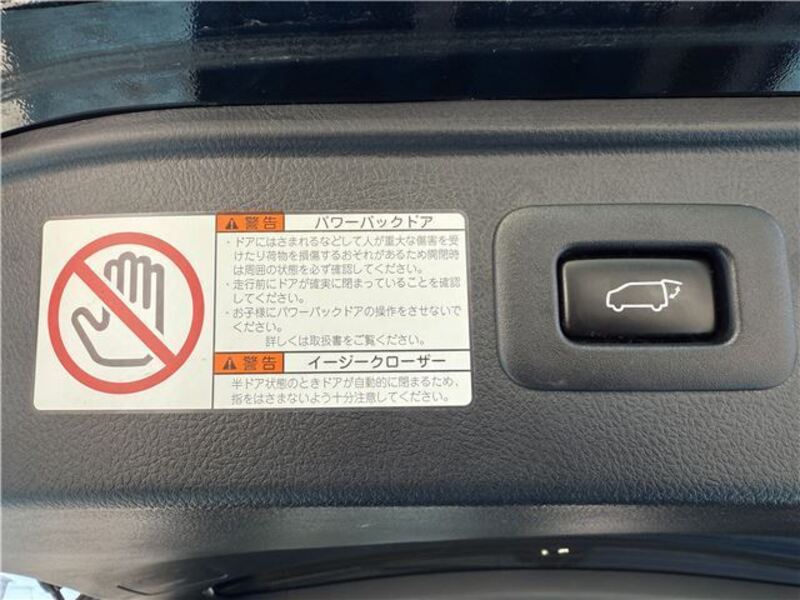 警告 パワーバックドア
・ドアにはさまれるなどして人が重大な傷害を受
けたり荷物を損傷するおそれがあるため開閉時
は周囲の状態を必ず確認してください。
・走行前にドアが確実に閉まっていることを確認
してください。
・お子様にパワーバックドアの操作をさせないで
ください。
詳しくは取扱書をご覧ください。
警告 イージークローザー
半ドア状態のときドアが自動的に閉まるため、
指をはさまないよう十分注意してください。